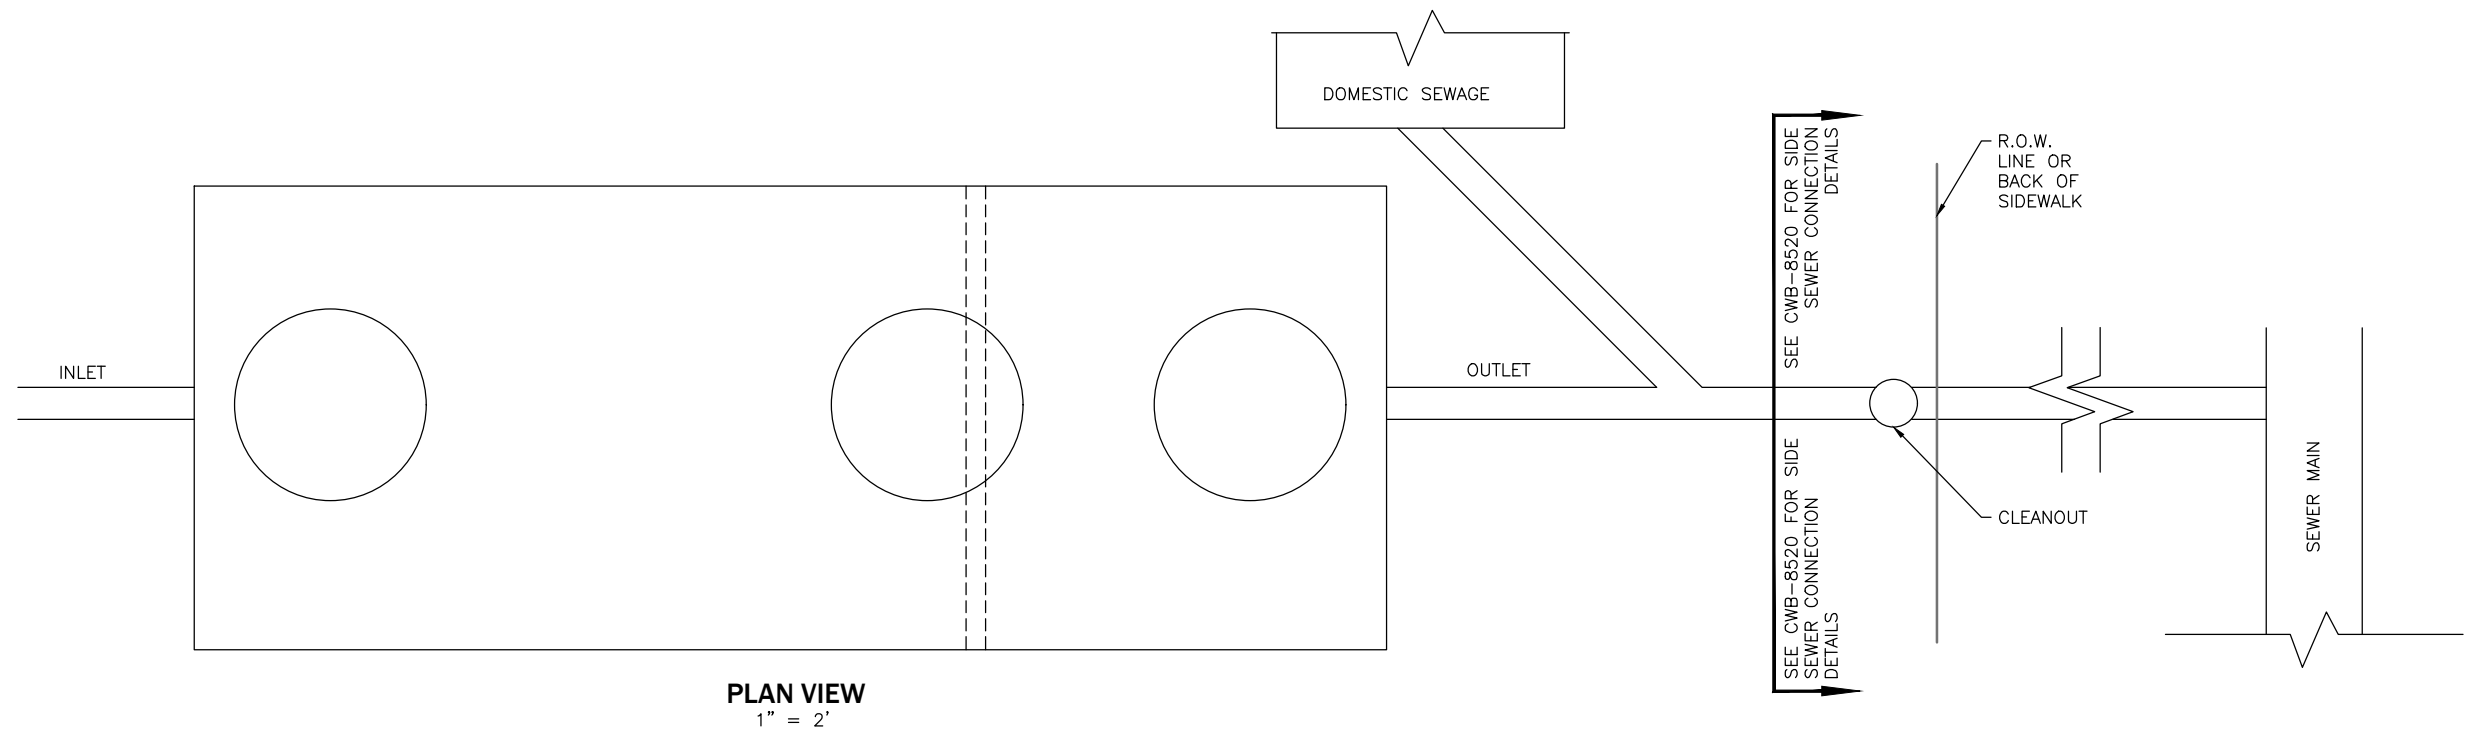 DOMESTIC SEWAGE
INLET
OUTLET
SEE CWB-8520 FOR SIDE
SEWER CONNECTION
DETAILS
SEE CWB-8520 FOR SIDE
SEWER CONNECTION
DETAILS
R.O.W.
LINE OR
BACK OF
SIDEWALK
CLEANOUT
SEWER MAIN
PLAN VIEW
1" = 2'